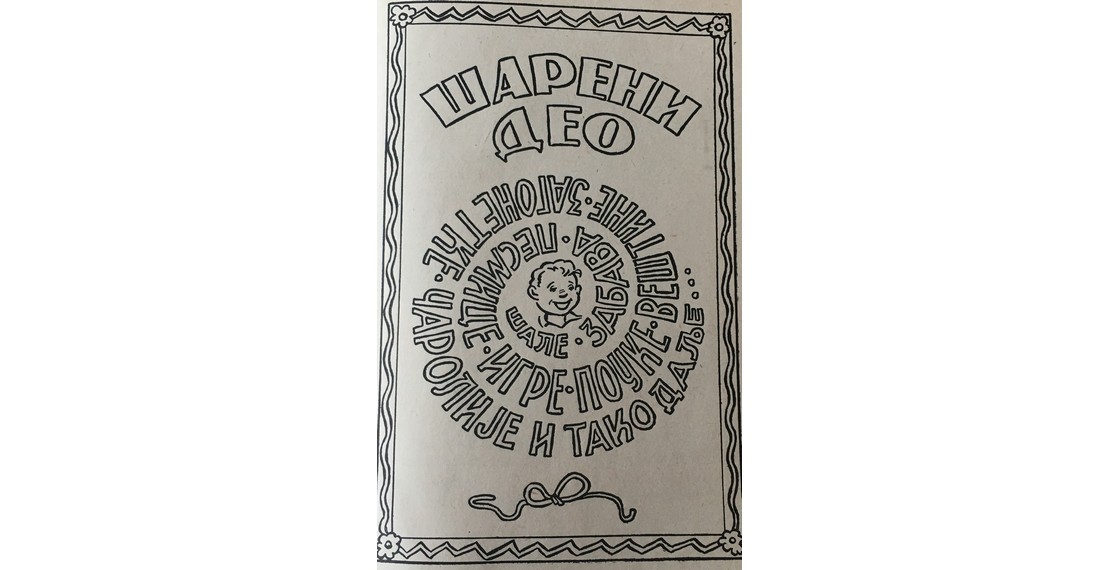 ШАРЕНИ
ДЕО
ШАЛЕ · ЗАБАВА · ПЕСМИЦЕ · ИГРЕ · ПОУКЕ · ВЕШТИНЕ · ЗАГОНЕТКЕ · ЧАРОЛИЈЕ И ТАКО ДАЉЕ...